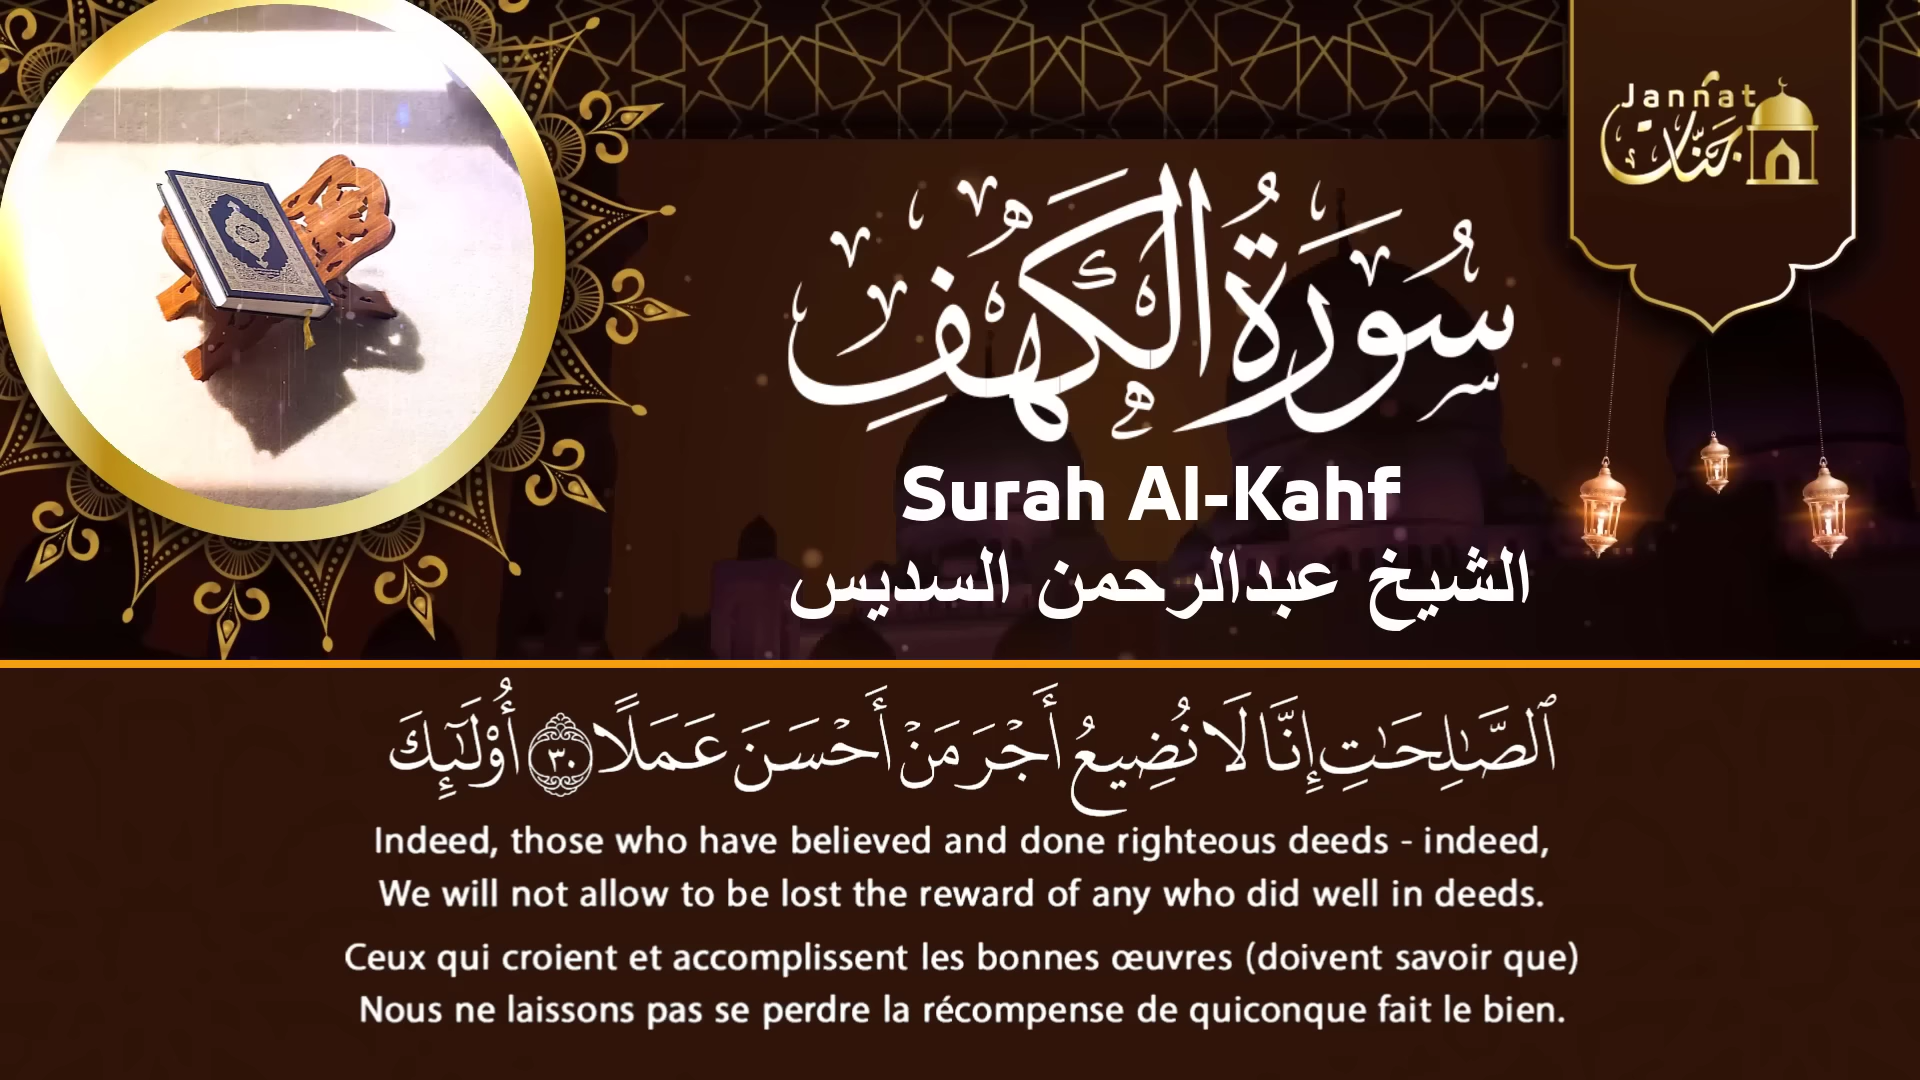 Jannat
جَنَّات
سُورَةُ الكَهْفِ
Surah Al-Kahf
الشيخ عبدالرحمن السديس
ٱلصَّـٰلِحَـٰتِ إِنَّا لَا نُضِيعُ أَجْرَ مَنْ أَحْسَنَ عَمَلًا ٣٠ أُو۟لَـٰٓئِكَ
Indeed, those who have believed and done righteous deeds - indeed,
We will not allow to be lost the reward of any who did well in deeds.
Ceux qui croient et accomplissent les bonnes œuvres (doivent savoir que)
Nous ne laissons pas se perdre la récompense de quiconque fait le bien.